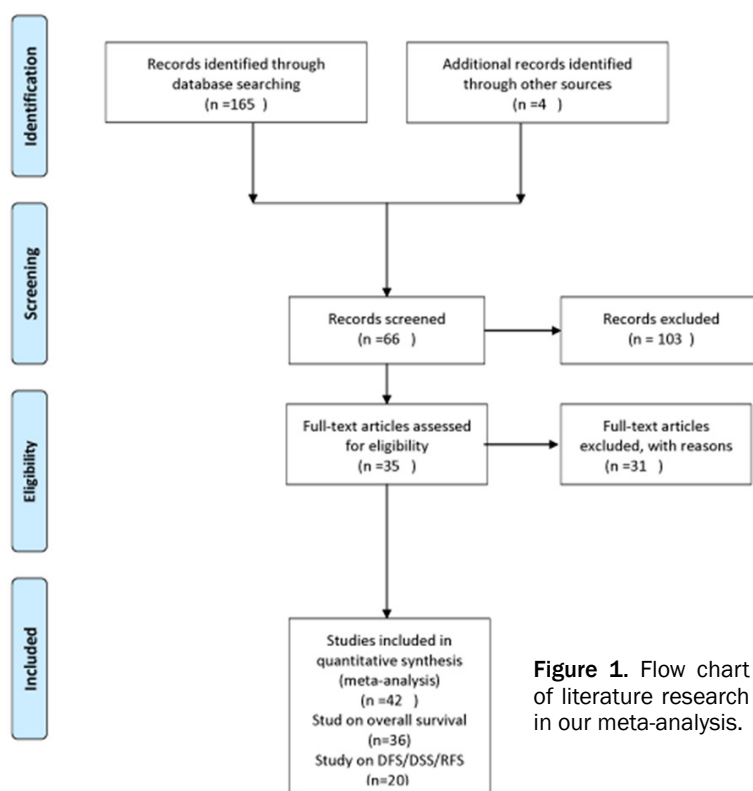 Identification
Records identified through
database searching
(n =165 )
Additional records identified
through other sources
(n =4 )
Screening
Records screened
(n =66 )
Records excluded
(n = 103 )
Eligibility
Full-text articles assessed
for eligibility
(n =35 )
Full-text articles
excluded, with reasons
(n =31 )
Included
Studies included in
quantitative synthesis
(meta-analysis)
(n =42 )
Stud on overall survival
(n=36)
Study on DFS/DSS/RFS
(n=20)
Figure 1. Flow chart
of literature research
in our meta-analysis.